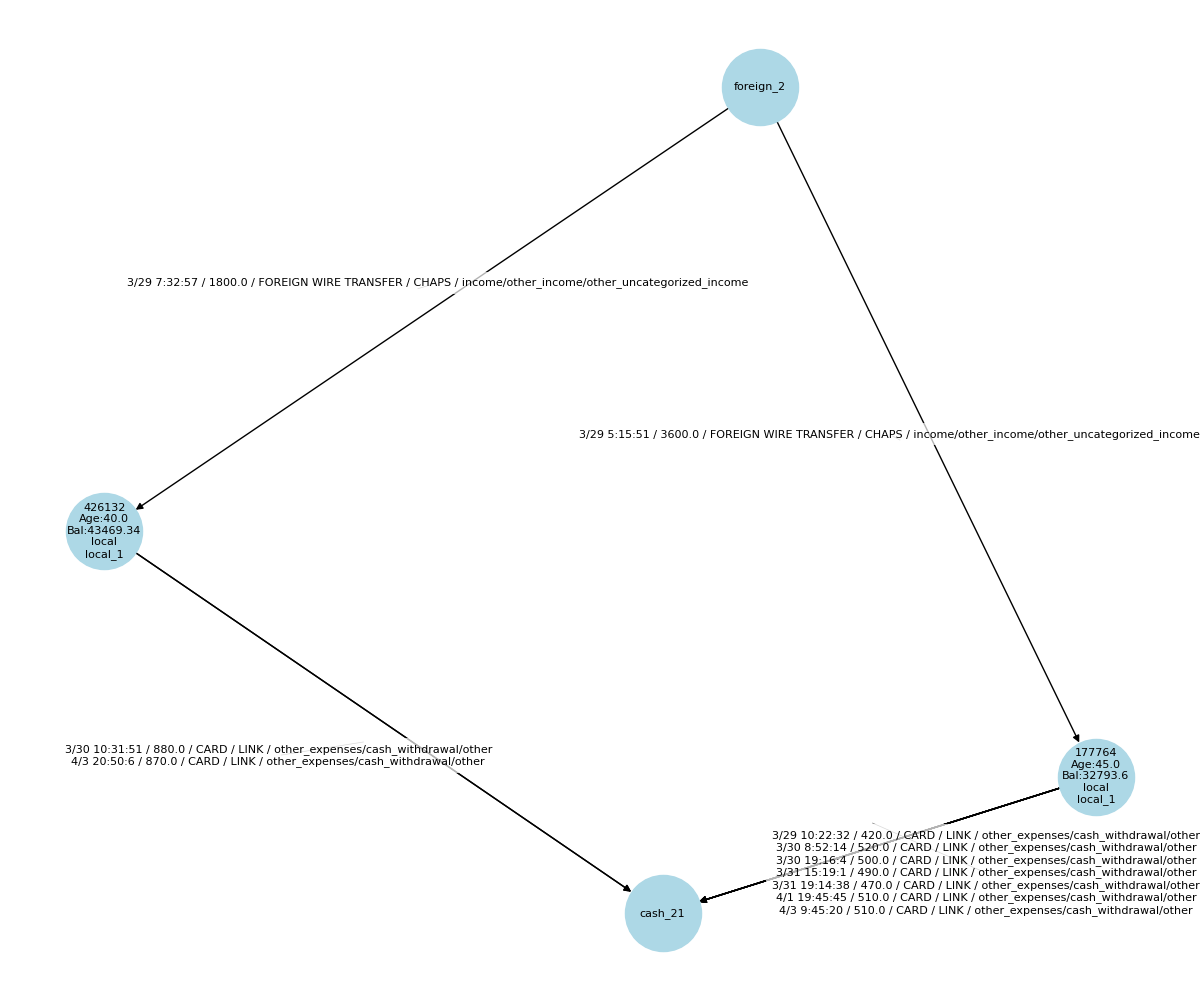 foreign_2
3/29 7:32:57 / 1800.0 / FOREIGN WIRE TRANSFER / CHAPS / income/other_income/other_uncategorized_income
3/29 5:15:51 / 3600.0 / FOREIGN WIRE TRANSFER / CHAPS / income/other_income/other_uncategorized_income
426132
Age:40.0
Bal:43469.34
local
local_1
3/30 10:31:51 / 880.0 / CARD / LINK / other_expenses/cash_withdrawal/other
4/3 20:50:6 / 870.0 / CARD / LINK / other_expenses/cash_withdrawal/other
177764
Age:45.0
Bal:32793.6
local
local_1
3/29 10:22:32 / 420.0 / CARD / LINK / other_expenses/cash_withdrawal/other
3/30 8:52:14 / 520.0 / CARD / LINK / other_expenses/cash_withdrawal/other
3/30 19:16:4 / 500.0 / CARD / LINK / other_expenses/cash_withdrawal/other
3/31 15:19:1 / 490.0 / CARD / LINK / other_expenses/cash_withdrawal/other
3/31 19:14:38 / 470.0 / CARD / LINK / other_expenses/cash_withdrawal/other
4/1 19:45:45 / 510.0 / CARD / LINK / other_expenses/cash_withdrawal/other
4/3 9:45:20 / 510.0 / CARD / LINK / other_expenses/cash_withdrawal/other
cash_21